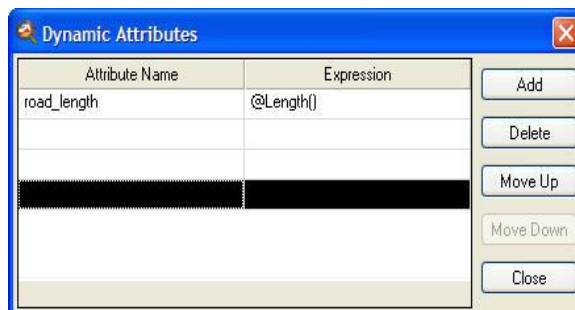 Dynamic Attributes
Attribute Name Expression
road_length @Length()
Add
Delete
Move Up
Move Down
Close